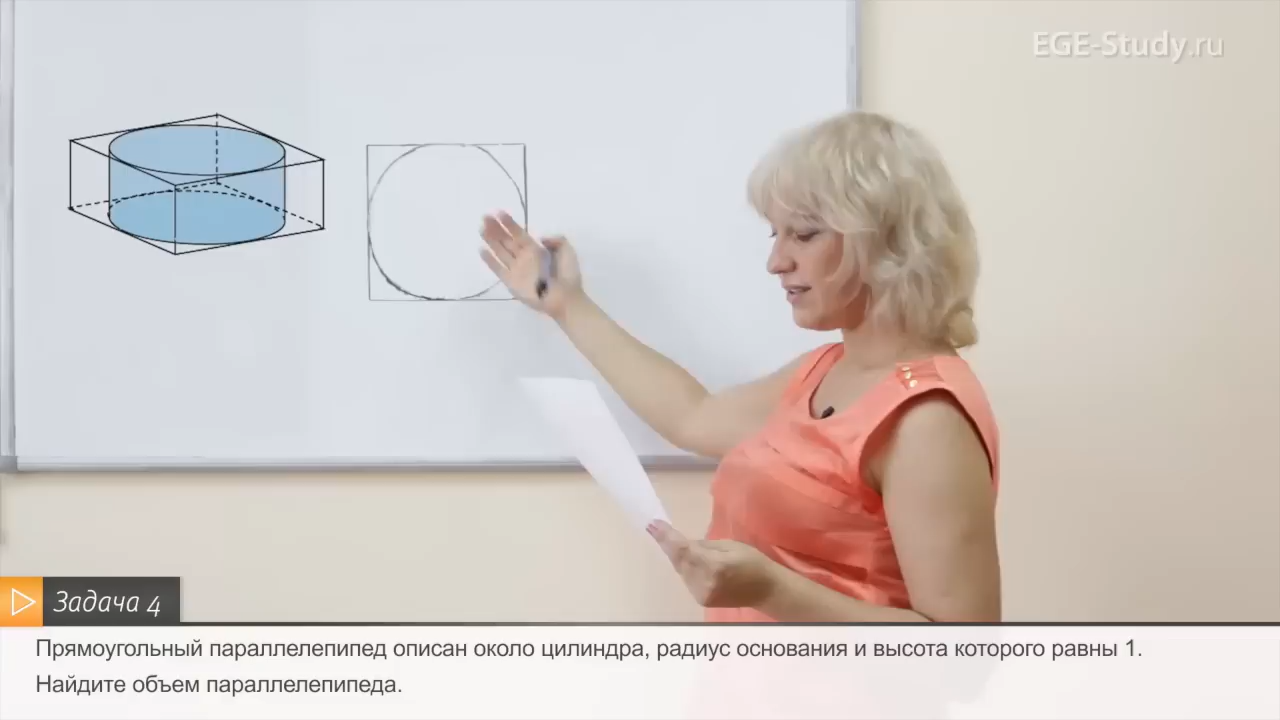 EGE-Study.ru
Задача 4
Прямоугольный параллелепипед описан около цилиндра, радиус основания и высота которого равны 1.
Найдите объем параллелепипеда.